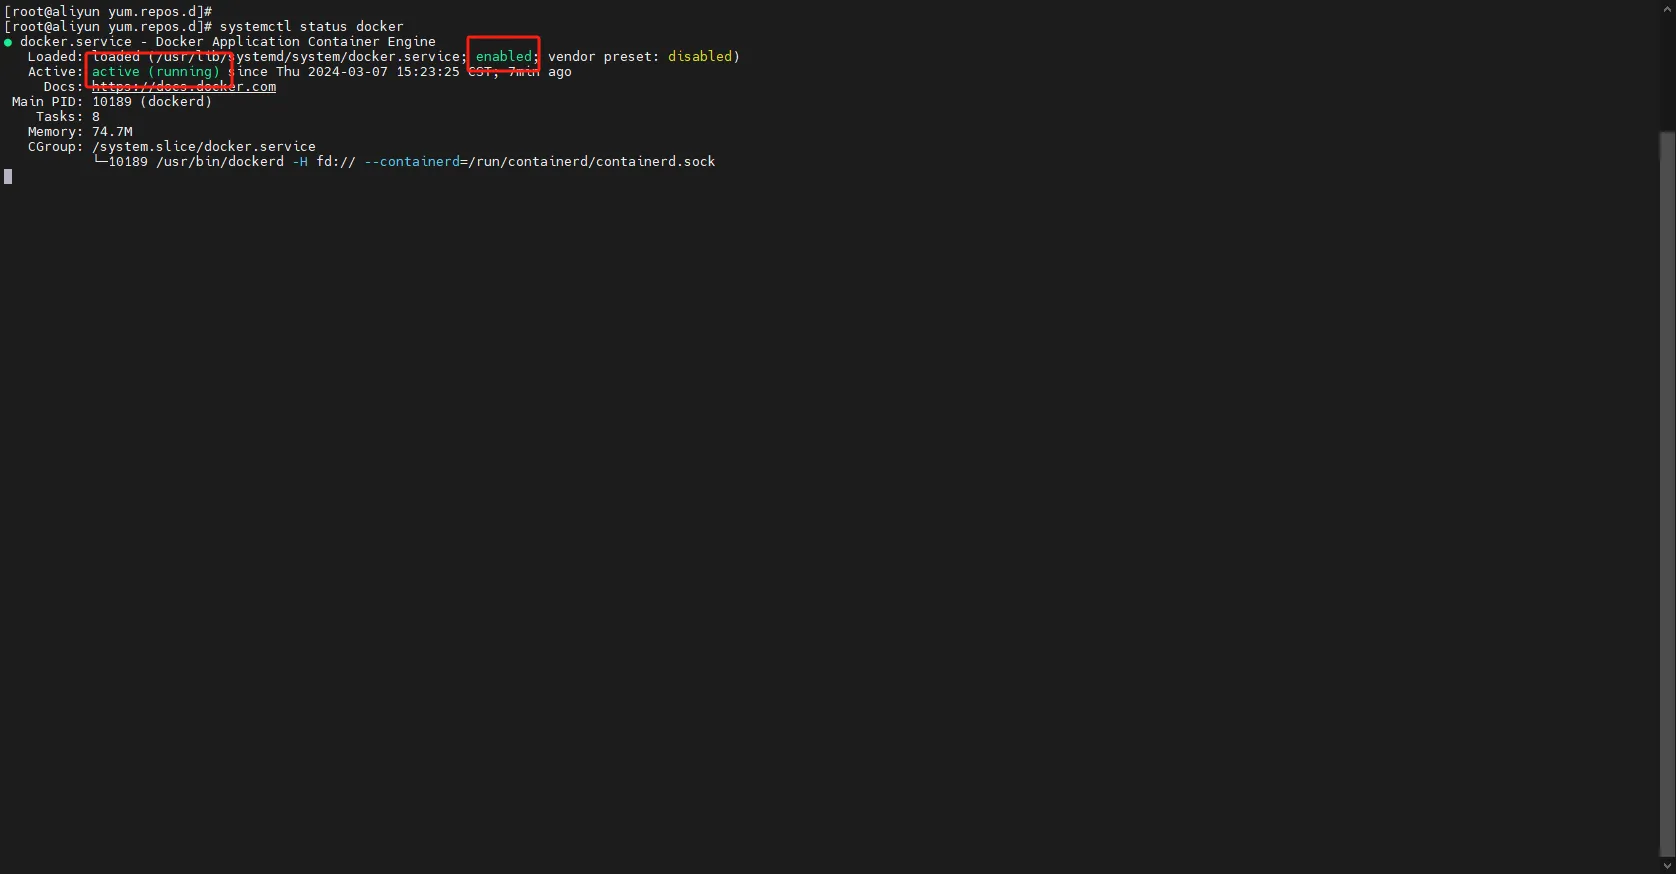 [root@aliyun yum.repos.d]#
[root@aliyun yum.repos.d]# systemctl status docker
● docker.service - Docker Application Container Engine
Loaded: loaded (/usr/lib/systemd/system/docker.service; enabled; vendor preset: disabled)
Active: active (running) since Thu 2024-03-07 15:23:25 CST; 7min ago
Docs: https://docs.docker.com
Main PID: 10189 (dockerd)
Tasks: 8
Memory: 74.7M
CGroup: /system.slice/docker.service
└─10189 /usr/bin/dockerd -H fd:// --containerd=/run/containerd/containerd.sock